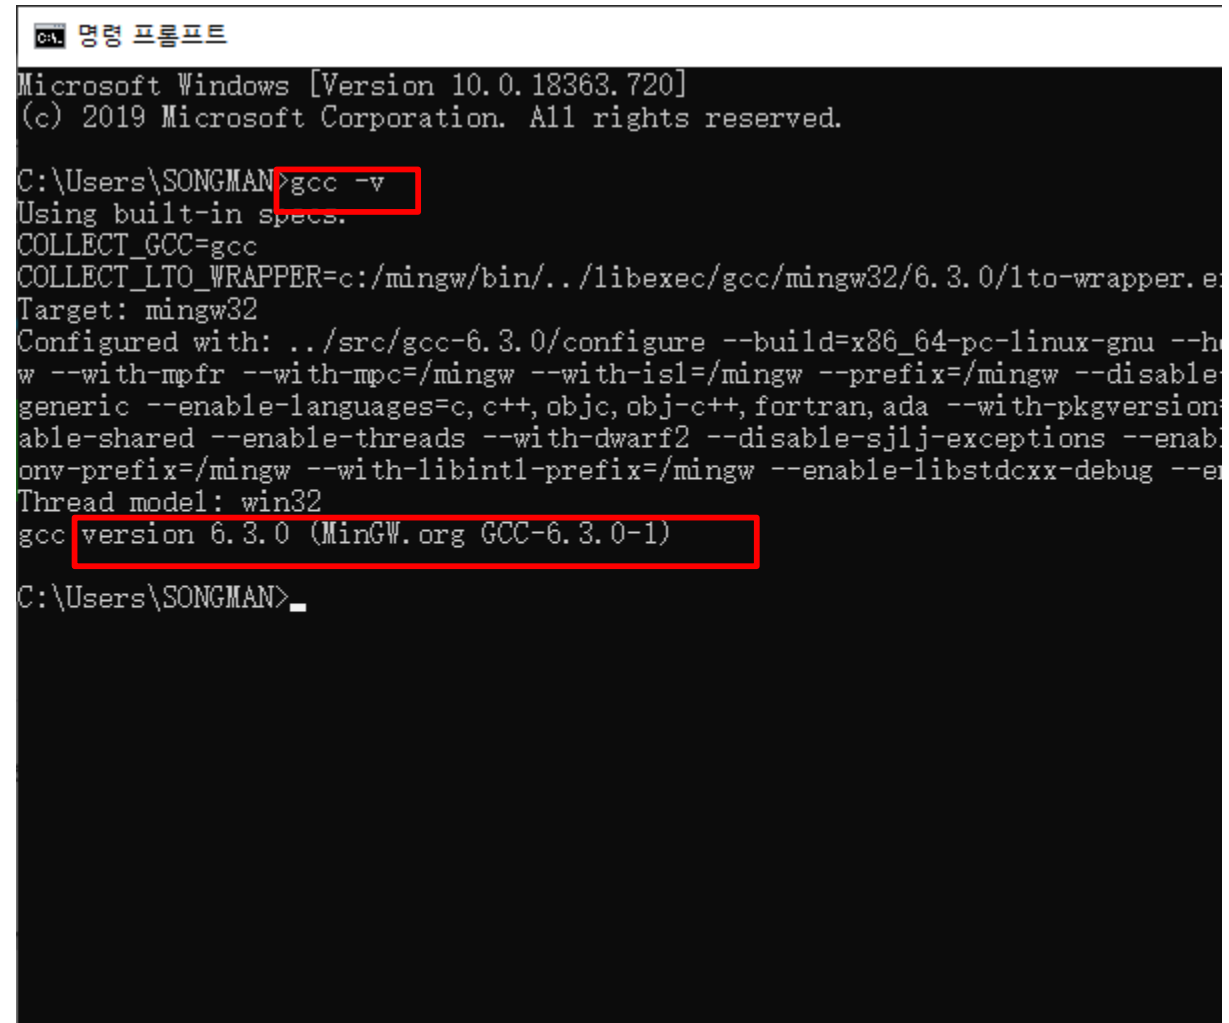 명령 프롬프트
Microsoft Windows [Version 10.0.18363.720]
(c) 2019 Microsoft Corporation. All rights reserved.
C:\Users\SONGMAN>gcc -v
Using built-in specs.
COLLECT_GCC=gcc
COLLECT_LTO_WRAPPER=c:/mingw/bin/../libexec/gcc/mingw32/6.3.0/lto-wrapper.e
Target: mingw32
Configured with: ../src/gcc-6.3.0/configure --build=x86_64-pc-linux-gnu --h
w --with-mpfr --with-mpc=/mingw --with-isl=/mingw --prefix=/mingw --disable-
generic --enable-languages=c,c++,objc,obj-c++,fortran,ada --with-pkgversion=
able-shared --enable-threads --with-dwarf2 --disable-sjlj-exceptions --enab
onv-prefix=/mingw --with-libintl-prefix=/mingw --enable-libstdcxx-debug --e
Thread model: win32
gcc version 6.3.0 (MinGW.org GCC-6.3.0-1)
C:\Users\SONGMAN>